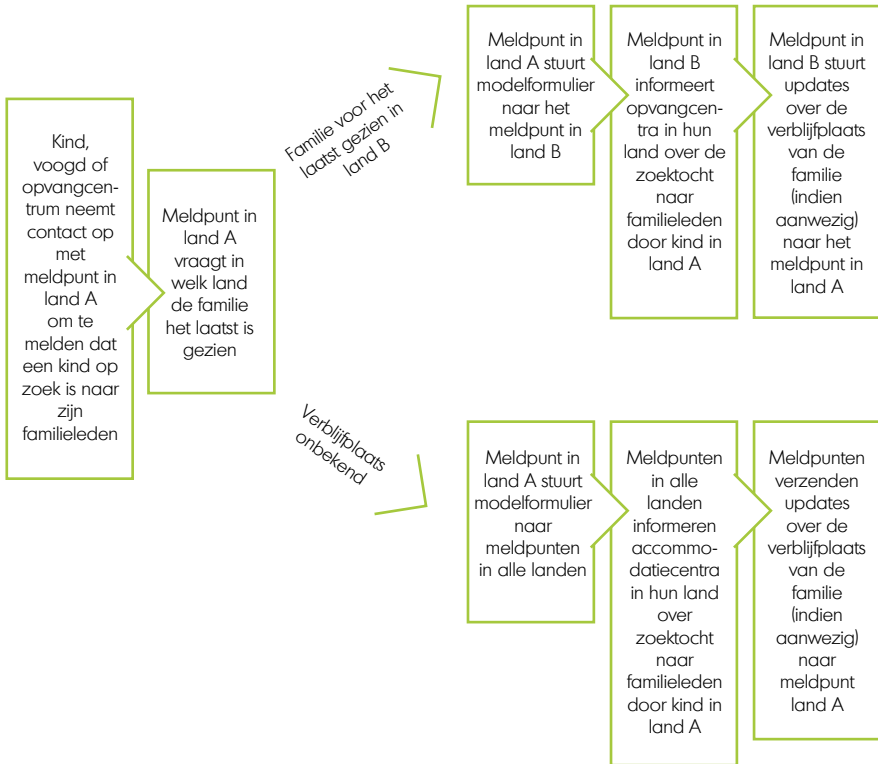 Kind,
voogd of
opvangcen-
trum neemt
contact op
met
meldpunt in
land A
om te
melden dat
een kind op
zoek is naar
zijn
familieleden
Meldpunt in
land A
vraagt in
welk land
de familie
het laatst is
gezien
Familie voor het
laatst gezien in
land B
Meldpunt in
land A stuurt
modelformulier
naar het
meldpunt in
land B
Meldpunt in
land B
informeert
opvangcen-
tra in hun
land over de
zoektocht
naar
familieleden
door kind in
land A
Meldpunt in
land B stuurt
updates
over de
verblijfplaats
van de
familie
(indien
aanwezig)
naar het
meldpunt in
land A
Verblijfplaats
onbekend
Meldpunt in
land A stuurt
modelformulier
naar
meldpunten
in alle landen
Meldpunten
in alle
landen
informeren
accommo-
datiecentra
in hun land
over
zoektocht
naar
familieleden
door kind in
land A
Meldpunten
verzenden
updates
over de
verblijfplaats
van de
familie
(indien
aanwezig)
naar
meldpunt
land A